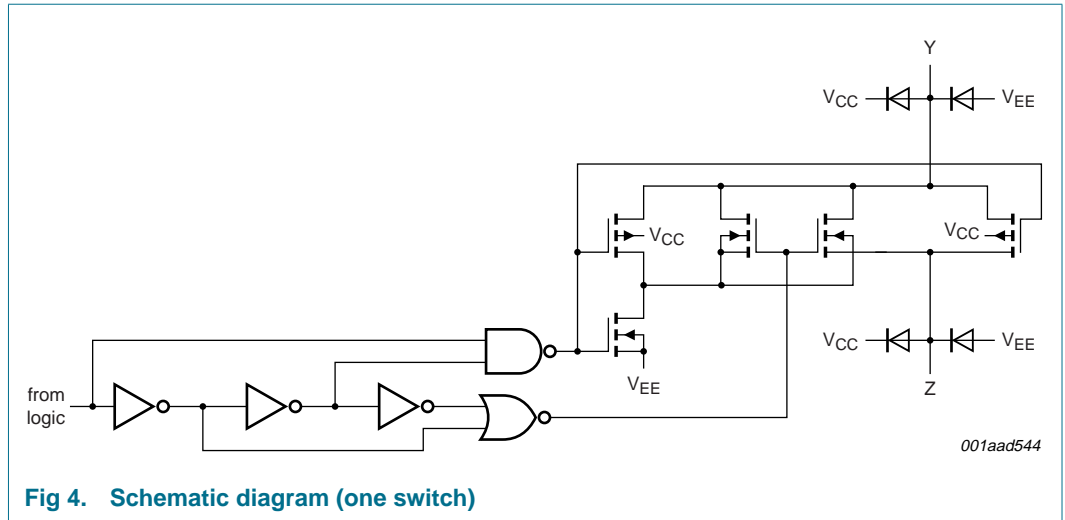 Y
VCC
VEE
VCC
VCC
VCC
VEE
VEE
Z
from
logic
001aad544
Fig 4. Schematic diagram (one switch)